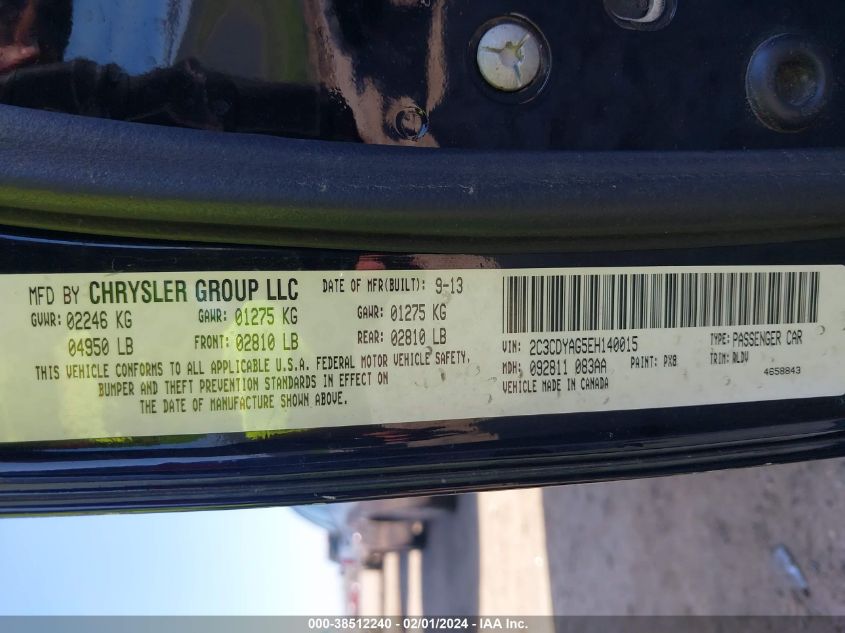 MFD BY CHRYSLER GROUP LLC DATE OF MFR(BUILT): 9-13
GVWR: 02246 KG GAWR: 01275 KG GAWR: 01275 KG
04950 LB FRONT: 02810 LB REAR: 02810 LB
THIS VEHICLE CONFORMS TO ALL APPLICABLE U.S.A. FEDERAL MOTOR VEHICLE SAFETY,
BUMPER AND THEFT PREVENTION STANDARDS IN EFFECT ON
THE DATE OF MANUFACTURE SHOWN ABOVE.
VIN: 2C3CDYAG5EH140015 TYPE: PASSENGER CAR
MDH: 092811 083AA PAINT: PX8 TRIM: RLDV
VEHICLE MADE IN CANADA 4658843
000-38512240 - 02/01/2024 - IAA Inc.